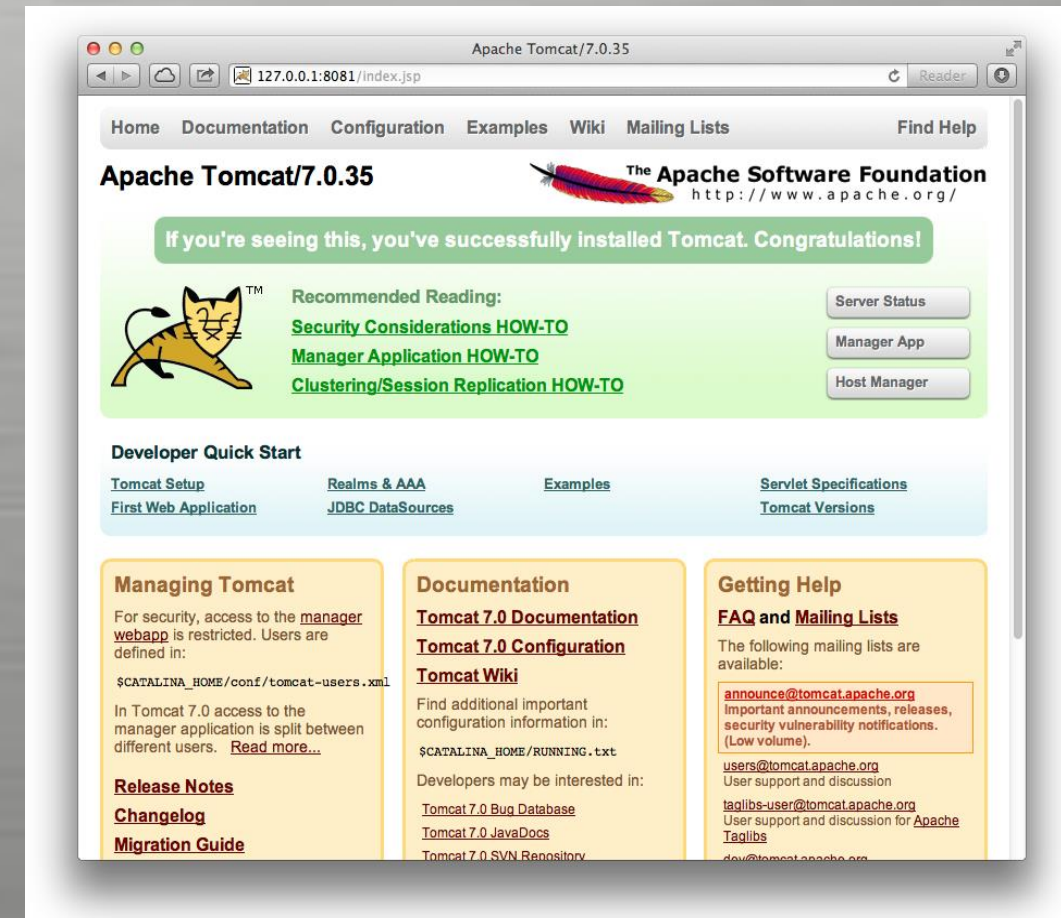 Apache Tomcat/7.0.35
127.0.0.1:8081/index.jsp
Reader
Home Documentation Configuration Examples Wiki Mailing Lists Find Help
Apache Tomcat/7.0.35
The Apache Software Foundation
http://www.apache.org/
If you're seeing this, you've successfully installed Tomcat. Congratulations!
TM
Recommended Reading:
Security Considerations HOW-TO
Manager Application HOW-TO
Clustering/Session Replication HOW-TO
Server Status
Manager App
Host Manager
Developer Quick Start
Tomcat Setup
First Web Application
Realms & AAA
JDBC DataSources
Examples
Servlet Specifications
Tomcat Versions
Managing Tomcat
For security, access to the manager
webapp is restricted. Users are
defined in:
$CATALINA_HOME/conf/tomcat-users.xml
In Tomcat 7.0 access to the
manager application is split between
different users. Read more...
Release Notes
Changelog
Migration Guide
Documentation
Tomcat 7.0 Documentation
Tomcat 7.0 Configuration
Tomcat Wiki
Find additional important
configuration information in:
$CATALINA_HOME/RUNNING.txt
Developers may be interested in:
Tomcat 7.0 Bug Database
Tomcat 7.0 JavaDocs
Tomcat 7.0 SVN Repository
Getting Help
FAQ and Mailing Lists
The following mailing lists are
available:
announce@tomcat.apache.org
Important announcements, releases,
security vulnerability notifications.
(Low volume).
users@tomcat.apache.org
User support and discussion
taglibs-user@tomcat.apache.org
User support and discussion for Apache
Taglibs
dev@tomcat.apache.org